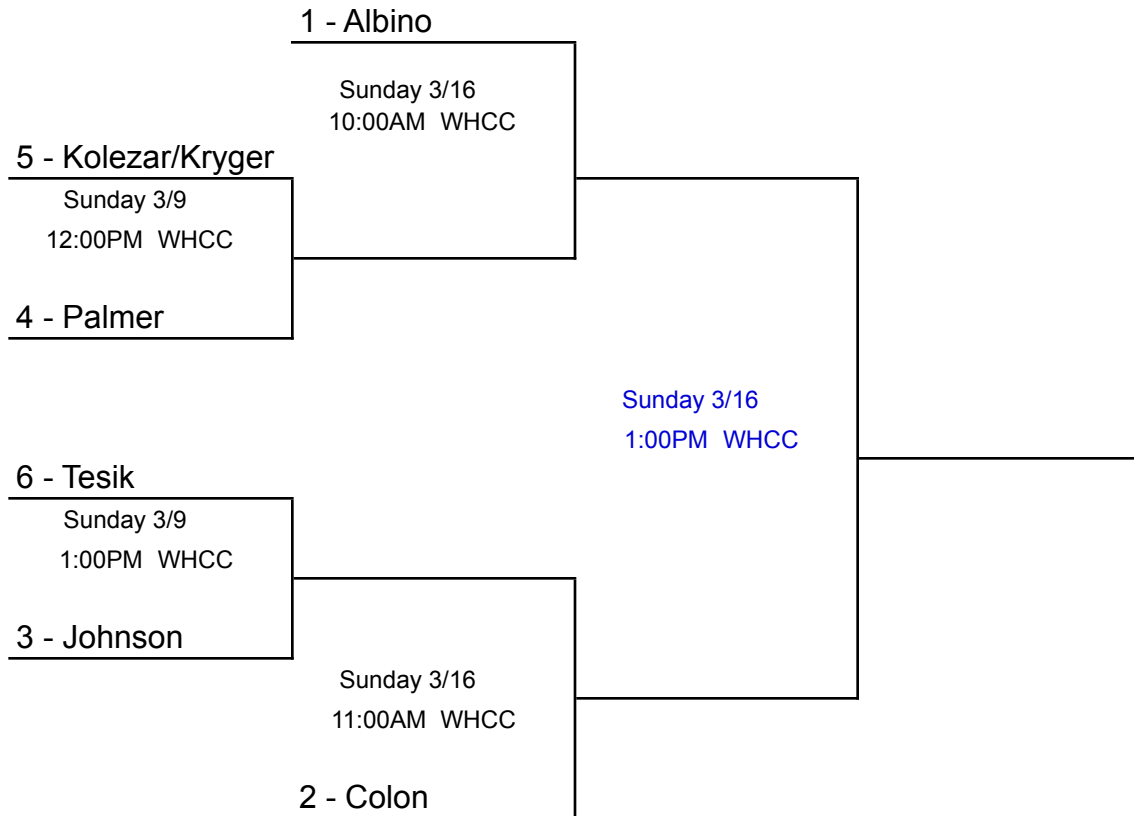 1 - Albino
Sunday 3/16
10:00AM WHCC
5 - Kolezar/Kryger
Sunday 3/9
12:00PM WHCC
4 - Palmer
Sunday 3/16
1:00PM WHCC
6 - Tesik
Sunday 3/9
1:00PM WHCC
3 - Johnson
Sunday 3/16
11:00AM WHCC
2 - Colon